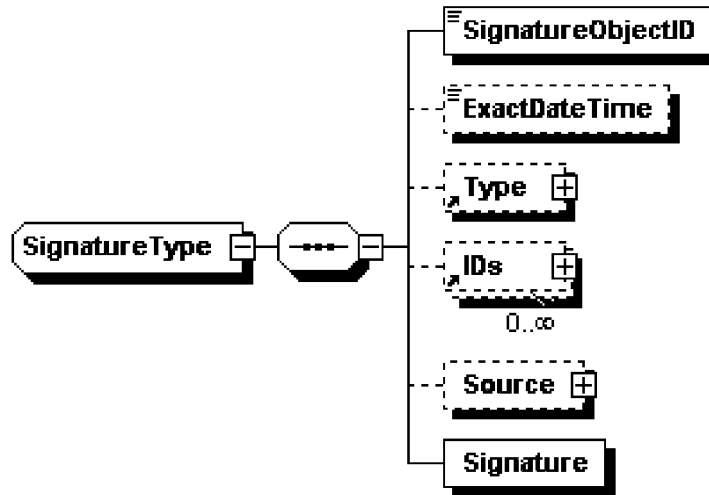 SignatureObjectID
ExactDateTime
Type
SignatureType
IDs
0..∞
Source
Signature